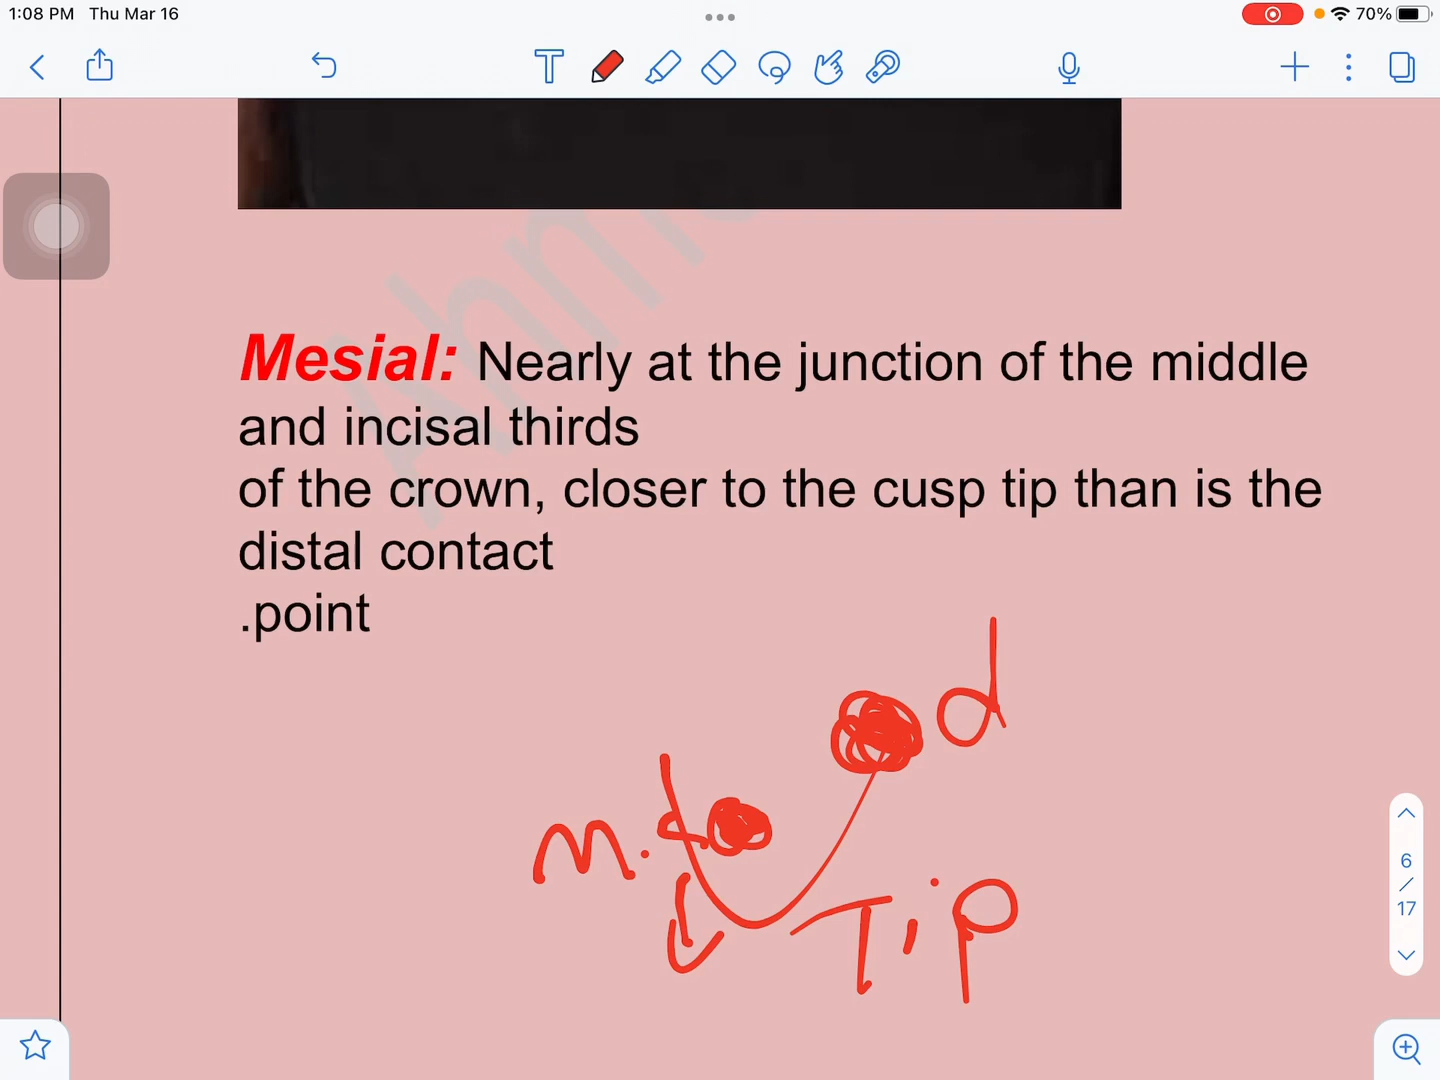 1:08 PM Thu Mar 16
70%
T
Ahm
Mesial: Nearly at the junction of the middle
and incisal thirds
of the crown, closer to the cusp tip than is the
distal contact
.point
d
m.
Tip
6
/
17